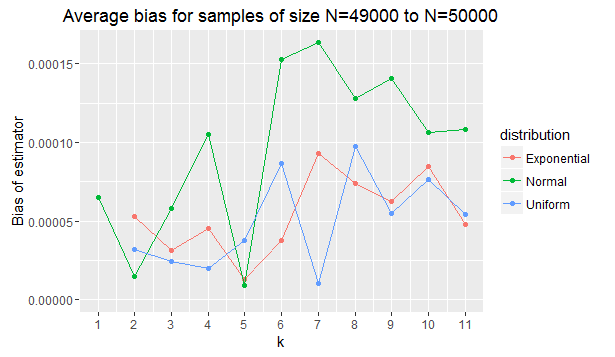 Average bias for samples of size N=49000 to N=50000
Bias of estimator
0.00015
0.00010
0.00005
0.00000
1 2 3 4 5 6 7 8 9 10 11
k
distribution
Exponential
Normal
Uniform